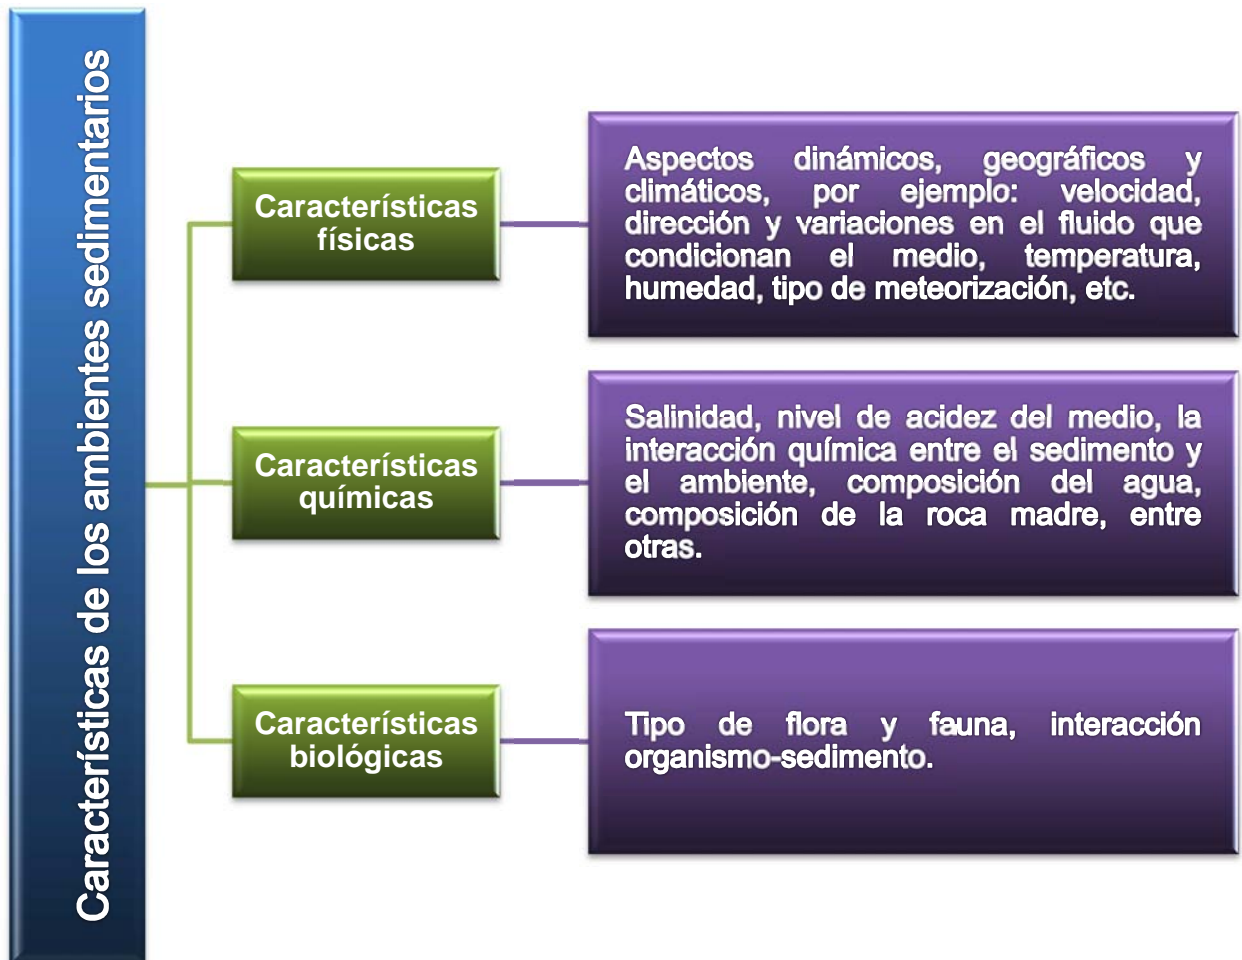 Características de los ambientes sedimentarios
Características
físicas
Aspectos dinámicos, geográficos y
climáticos, por ejemplo: velocidad,
dirección y variaciones en el fluido que
condicionan el medio, temperatura,
humedad, tipo de meteorización, etc.
Características
químicas
Salinidad, nivel de acidez del medio, la
interacción química entre el sedimento y
el ambiente, composición del agua,
composición de la roca madre, entre
otras.
Características
biológicas
Tipo de flora y fauna, interacción
organismo-sedimento.